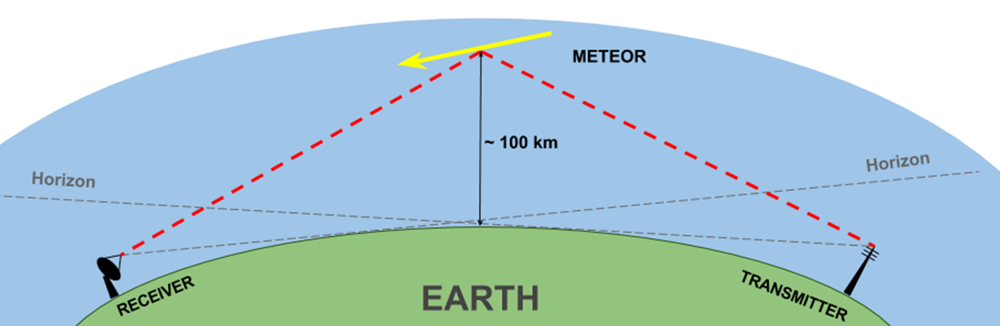 METEOR
~ 100 km
Horizon
Horizon
RECEIVER
EARTH
TRANSMITTER